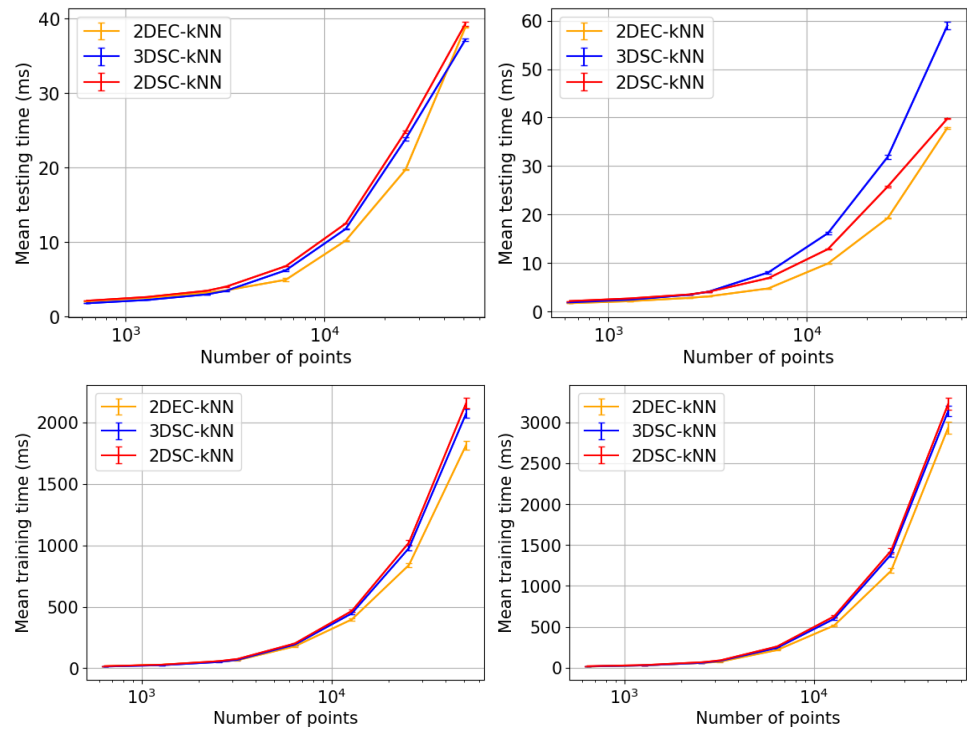 40
30
20
10
0
Mean testing time (ms)
2DEC-kNN
3DSC-kNN
2DSC-kNN
10³
10⁴
Number of points
60
50
40
30
20
10
0
Mean testing time (ms)
2DEC-kNN
3DSC-kNN
2DSC-kNN
10³
10⁴
Number of points
2000
1500
1000
500
0
Mean training time (ms)
2DEC-kNN
3DSC-kNN
2DSC-kNN
10³
10⁴
Number of points
3000
2500
2000
1500
1000
500
0
Mean training time (ms)
2DEC-kNN
3DSC-kNN
2DSC-kNN
10³
10⁴
Number of points